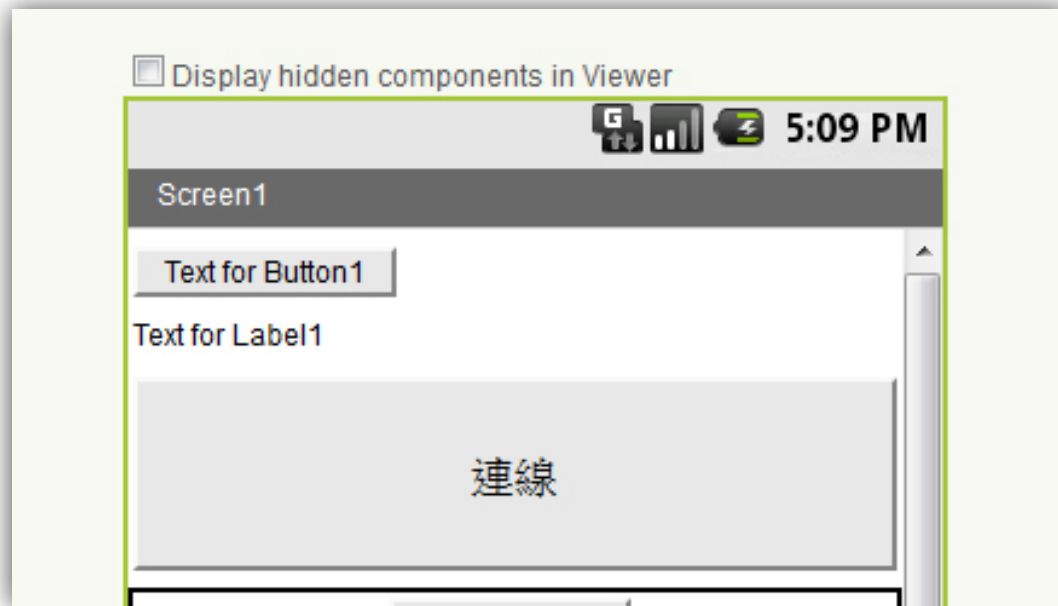 Display hidden components in Viewer
G 5:09 PM
Screen1
Text for Button1
Text for Label1
連線